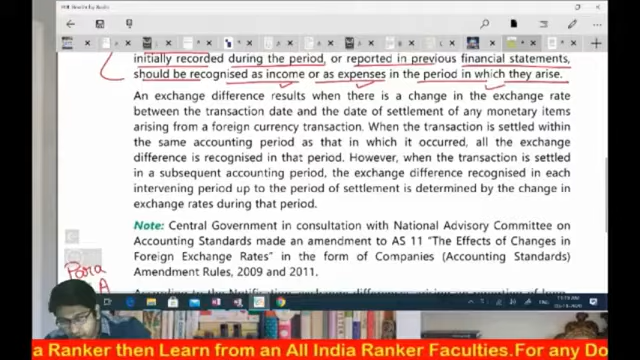 initially recorded during the period, or reported in previous financial statements,
should be recognised as income or as expenses in the period in which they arise.
An exchange difference results when there is a change in the exchange rate
between the transaction date and the date of settlement of any monetary items
arising from a foreign currency transaction. When the transaction is settled within
the same accounting period as that in which it occurred, all the exchange
difference is recognised in that period. However, when the transaction is settled
in a subsequent accounting period, the exchange difference recognised in each
intervening period up to the period of settlement is determined by the change in
exchange rates during that period.
Note: Central Government in consultation with National Advisory Committee on
Accounting Standards made an amendment to AS 11 "The Effects of Changes in
Foreign Exchange Rates" in the form of Companies (Accounting Standards)
Amendment Rules, 2009 and 2011.
Para
A
a Ranker then Learn from an All India Ranker Faculties.For any Do